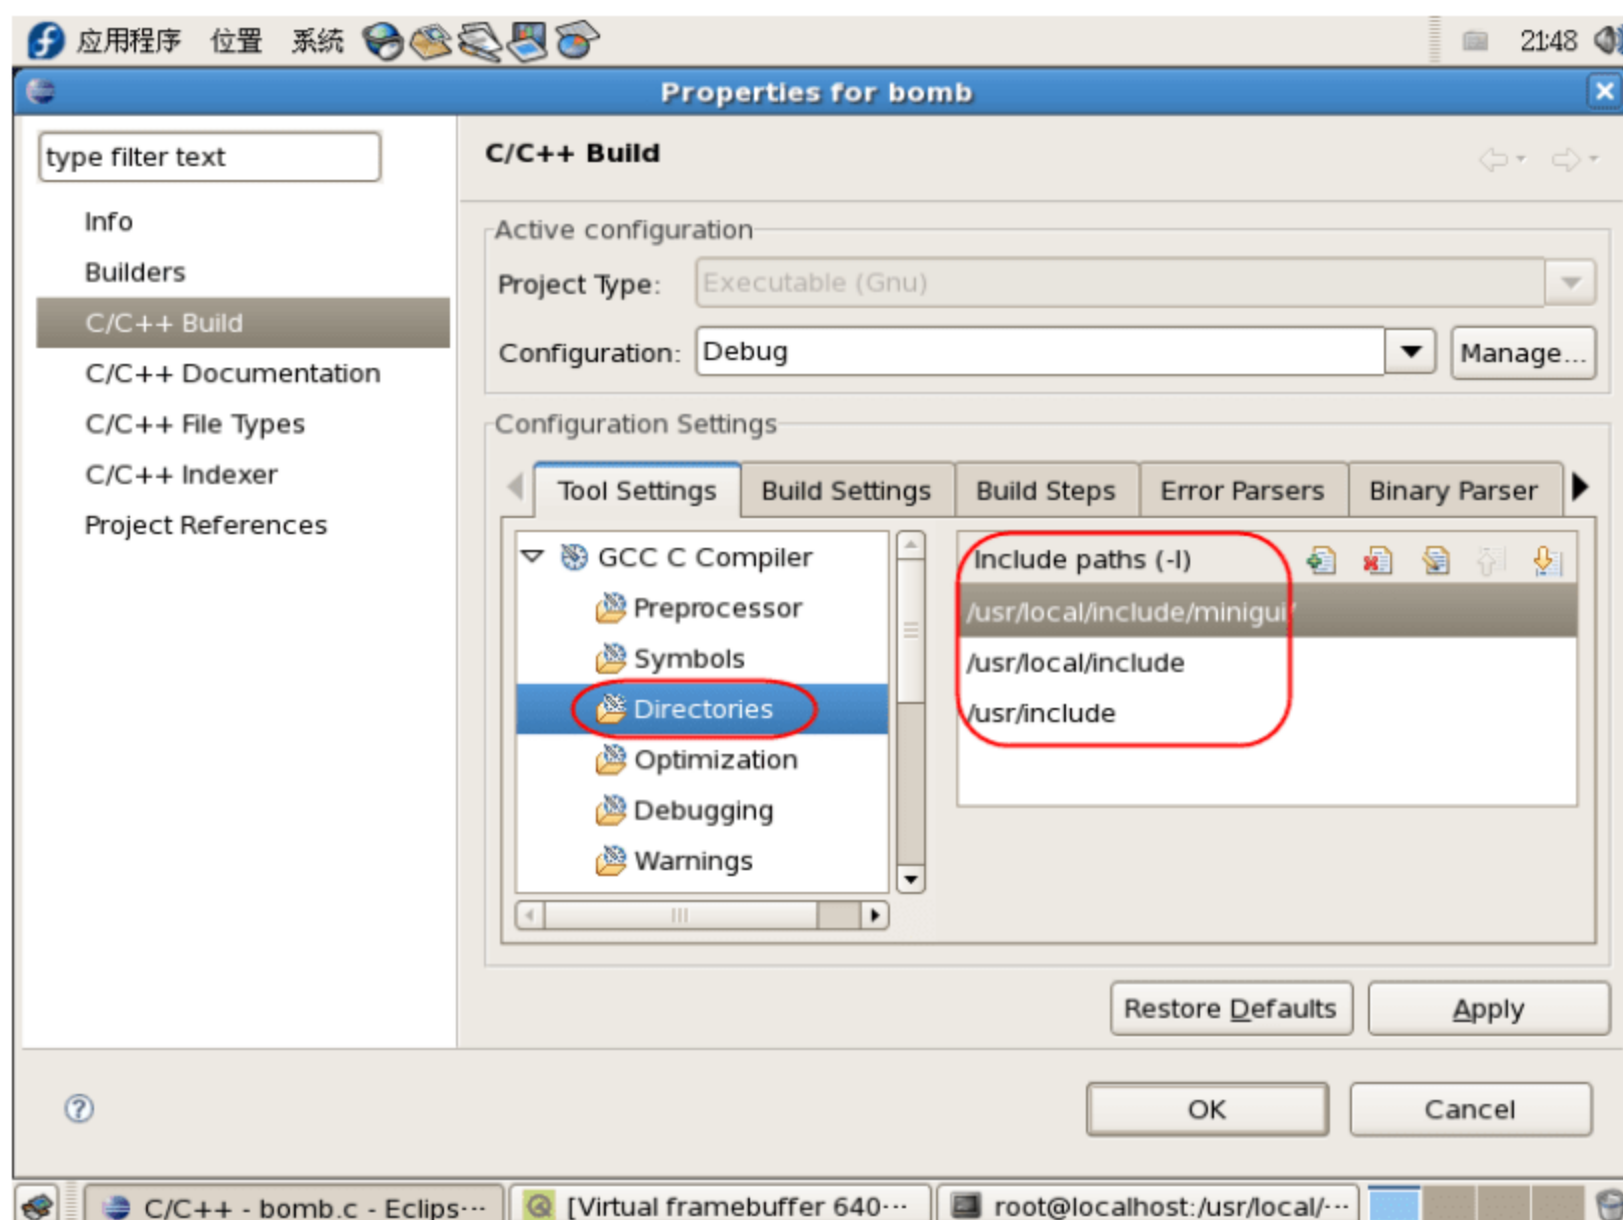 应用程序 位置 系统 21:48
Properties for bomb
type filter text
Info
Builders
C/C++ Build
C/C++ Documentation
C/C++ File Types
C/C++ Indexer
Project References
C/C++ Build
Active configuration
Project Type: Executable (Gnu)
Configuration: Debug Manage...
Configuration Settings
Tool Settings Build Settings Build Steps Error Parsers Binary Parser
GCC C Compiler
Preprocessor
Symbols
Directories
Optimization
Debugging
Warnings
Include paths (-I)
/usr/local/include/minigui/
/usr/local/include
/usr/include
Restore Defaults Apply
OK Cancel
C/C++ - bomb.c - Eclips··· [Virtual framebuffer 640··· root@localhost:/usr/local/···